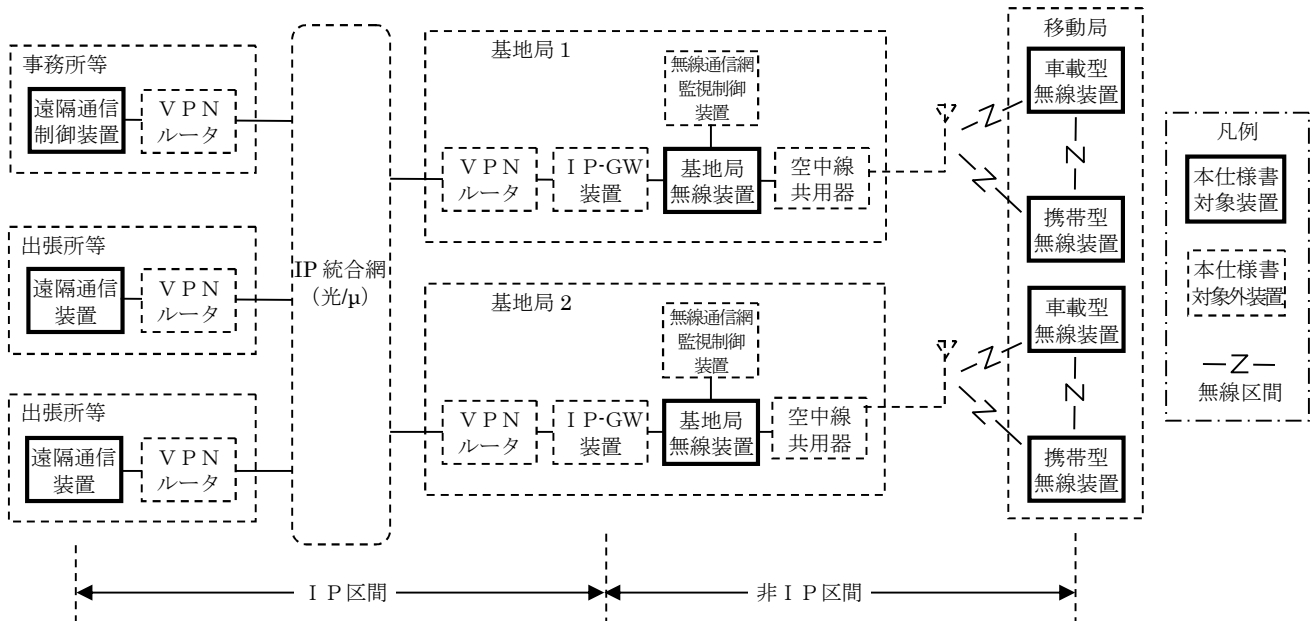 事務所等
遠隔通信
制御装置
ＶＰＮ
ルータ
出張所等
遠隔通信
装置
ＶＰＮ
ルータ
出張所等
遠隔通信
装置
ＶＰＮ
ルータ
IP 統合網
（光/μ）
基地局 1
無線通信網
監視制御
装置
ＶＰＮ
ルータ
ＩＰ-GW
装置
基地局
無線装置
空中線
共用器
基地局 2
無線通信網
監視制御
装置
ＶＰＮ
ルータ
ＩＰ-GW
装置
基地局
無線装置
空中線
共用器
移動局
車載型
無線装置
携帯型
無線装置
車載型
無線装置
携帯型
無線装置
凡例
本仕様書
対象装置
本仕様書
対象外装置
無線区間
ＩＰ区間
非ＩＰ区間